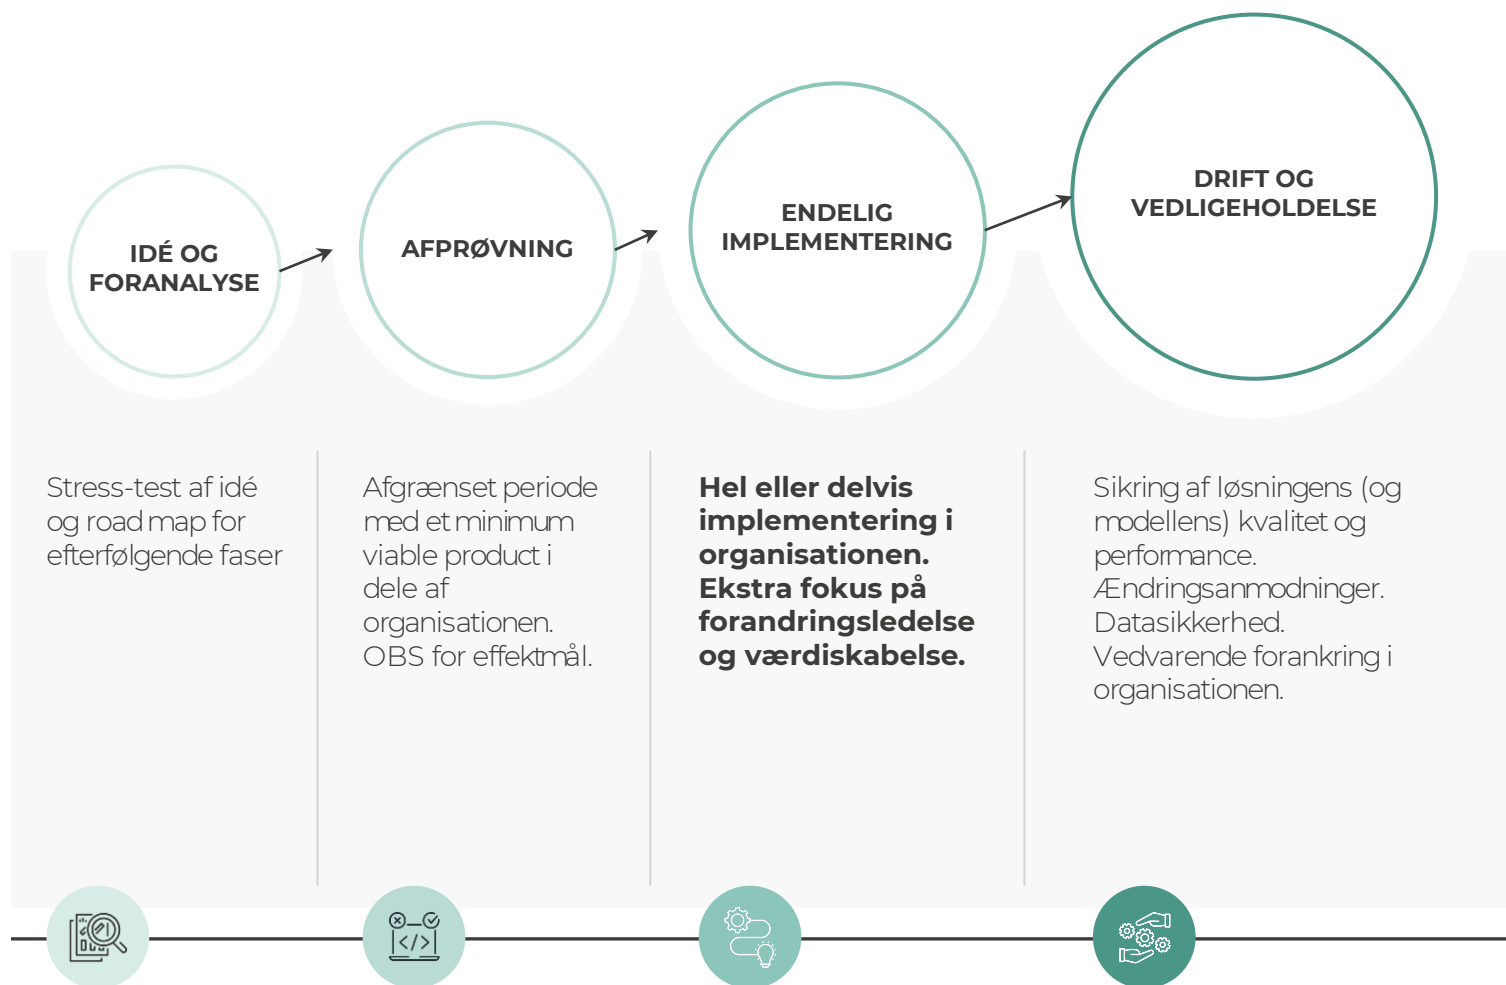 IDÉ OG
FORANALYSE
AFPRØVNING
ENDELIG
IMPLEMENTERING
DRIFT OG
VEDLIGEHOLDELSE
Stress-test af idé
og road map for
efterfølgende faser
Afgrænset periode
med et minimum
viable product i
dele af
organisationen.
OBS for effektmål.
Hel eller delvis
implementering i
organisationen.
Ekstra fokus på
forandringsledelse
og værdiskabelse.
Sikring af løsningens (og
modellens) kvalitet og
performance.
Ændringsanmodninger.
Datasikkerhed.
Vedvarende forankring i
organisationen.